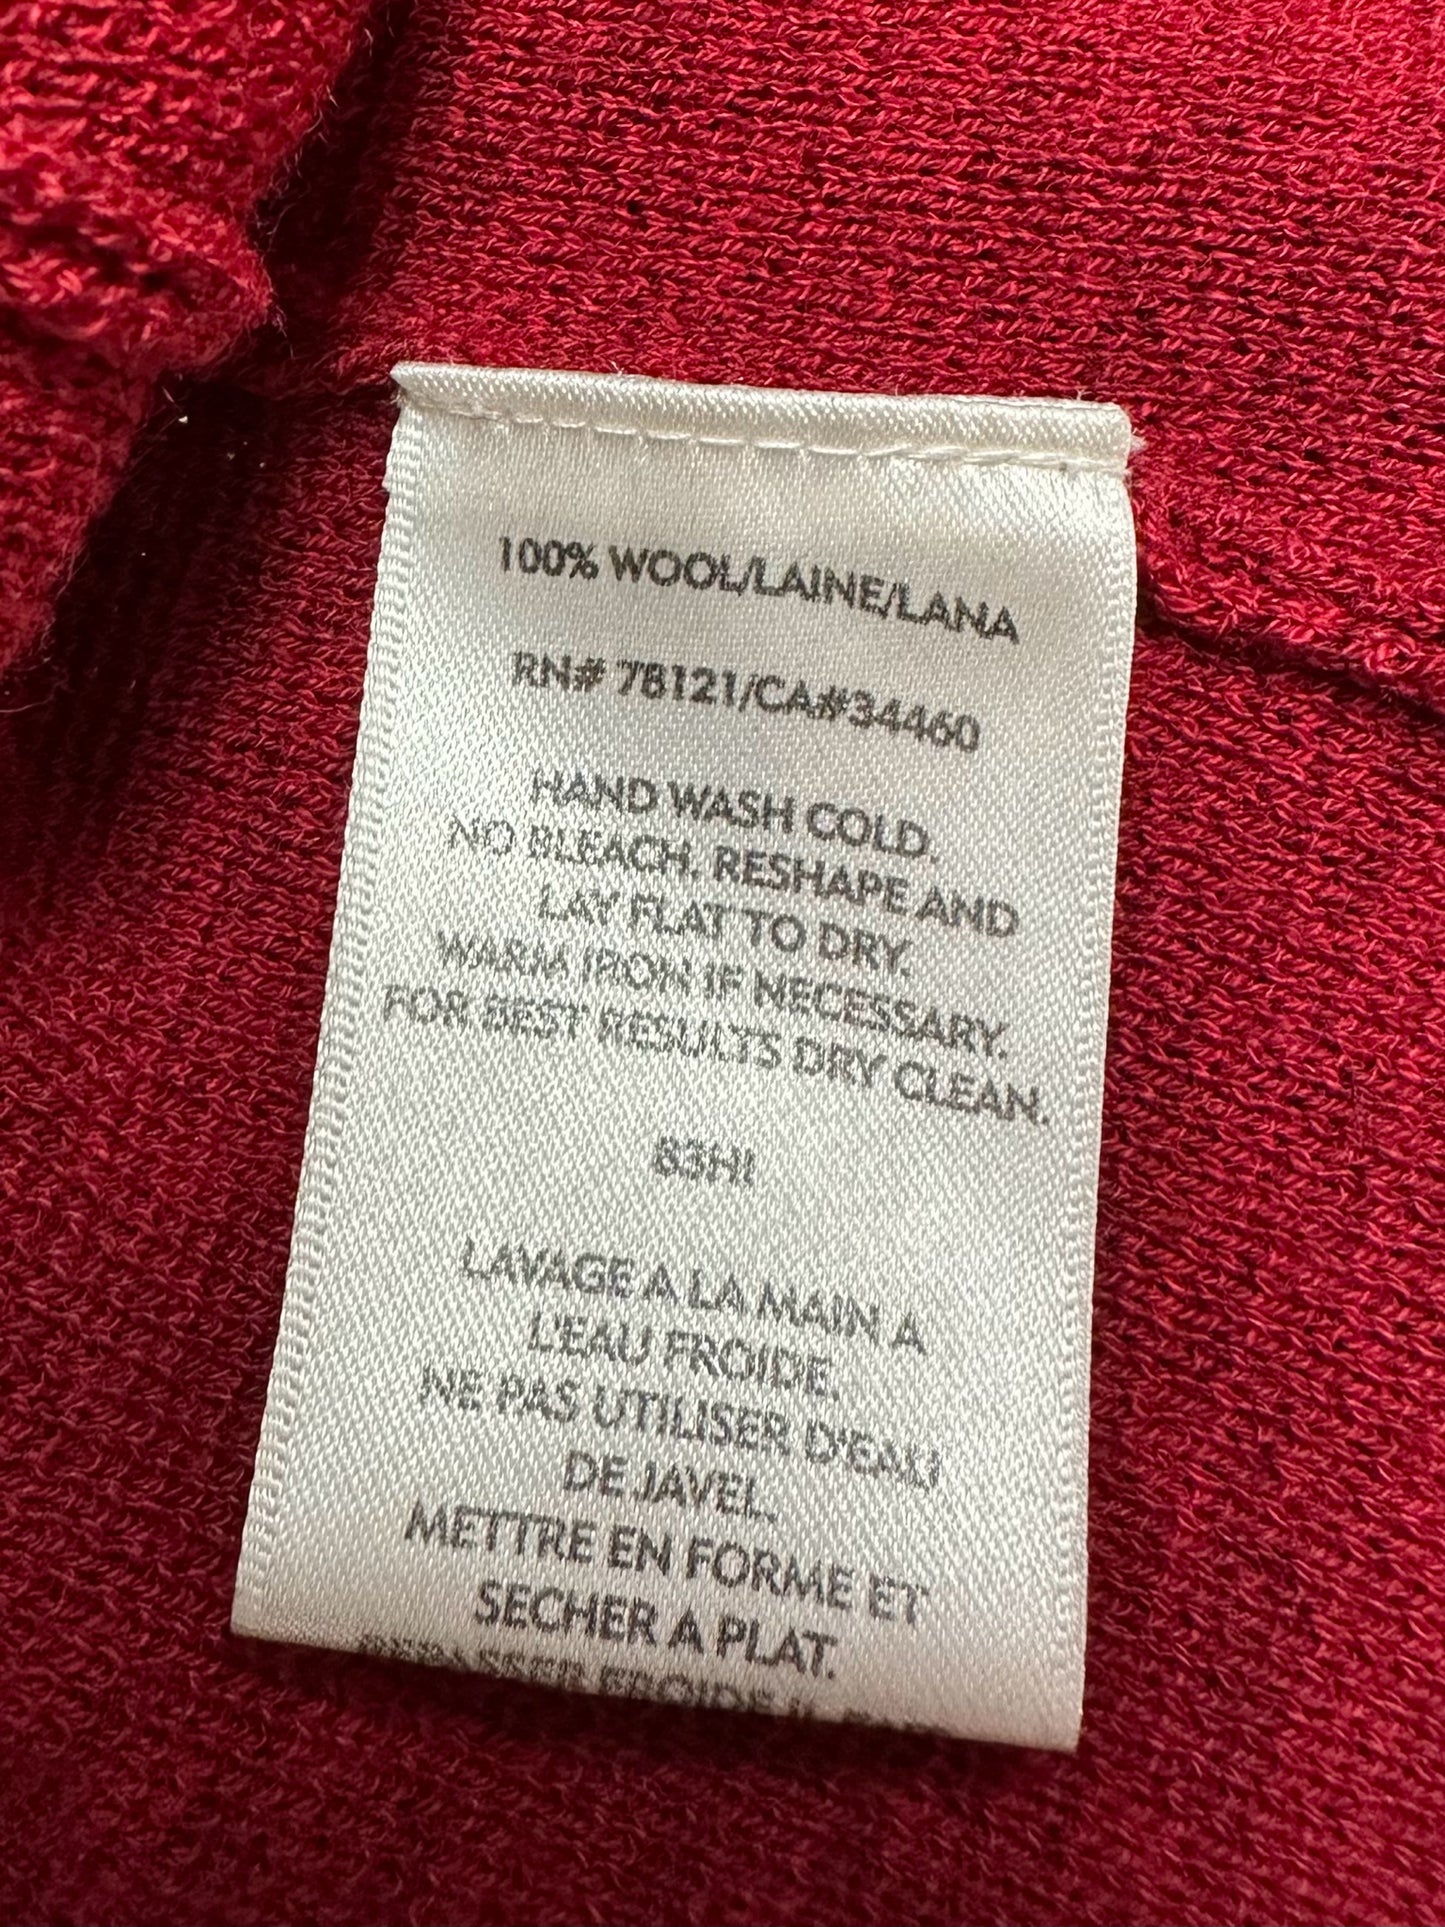 100% WOOL/LAINE/LANA
RN# 78121/CA#34460
HAND WASH COLD.
NO BLEACH. RESHAPE AND
LAY FLAT TO DRY.
WARM IRON IF NECESSARY.
FOR BEST RESULTS DRY CLEAN.
83HI
LAVAGE A LA MAIN A
L'EAU FROIDE.
NE PAS UTILISER D'EAU
DE JAVEL.
METTRE EN FORME ET
SECHER A PLAT.
FROIDE